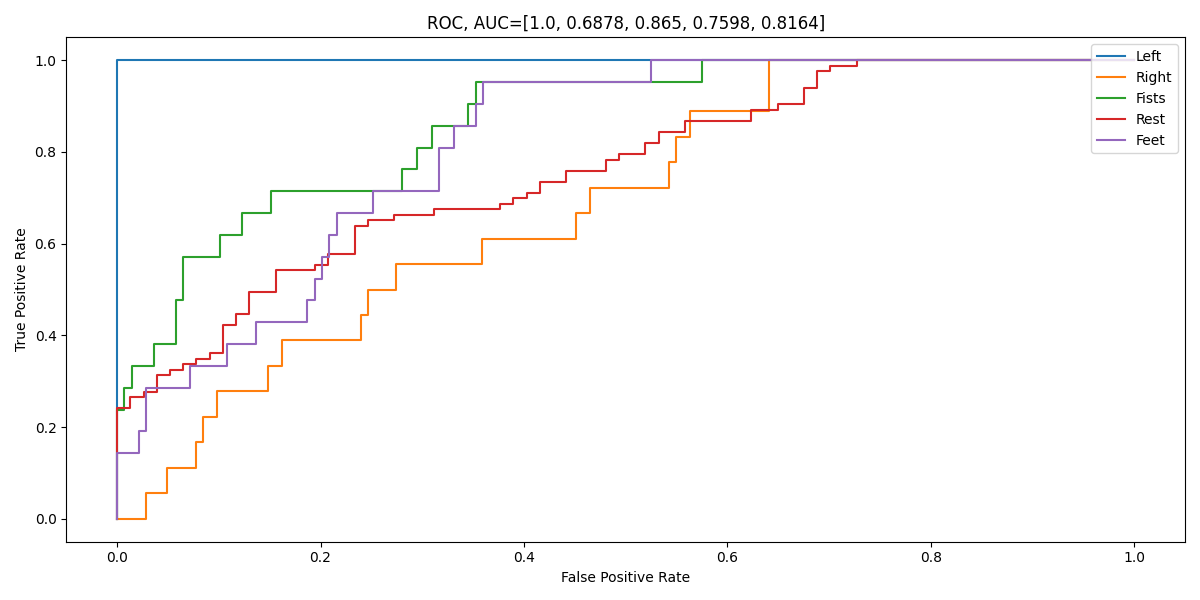 ROC, AUC=[1.0, 0.6878, 0.865, 0.7598, 0.8164]
Left
Right
Fists
Rest
Feet
1.0
0.8
0.6
0.4
0.2
0.0
True Positive Rate
0.0 0.2 0.4 0.6 0.8 1.0
False Positive Rate